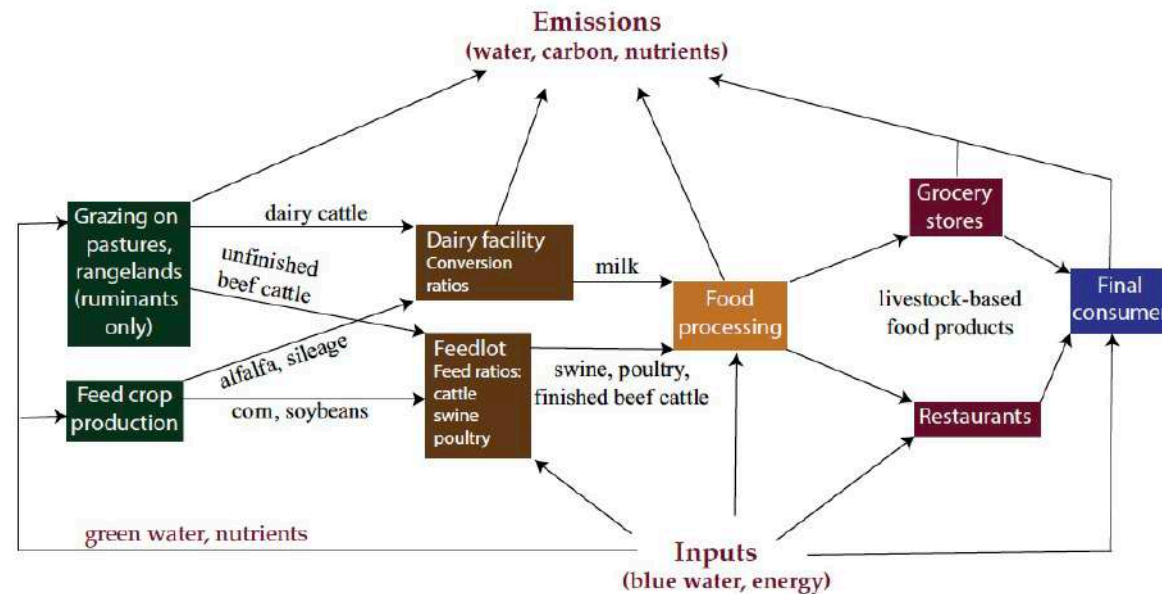 Emissions
(water, carbon, nutrients)
Grazing on
pastures,
rangelands
(ruminants
only)
dairy cattle
unfinished
beef cattle
Dairy facility
Conversion
ratios
milk
Grocery
stores
Food
processing
livestock-based
food products
Final
consumer
alfalfa, sileage
Feedlot
Feed ratios:
cattle
swine
poultry
swine, poultry,
finished beef cattle
Feed crop
production
corn, soybeans
Restaurants
green water, nutrients
Inputs
(blue water, energy)